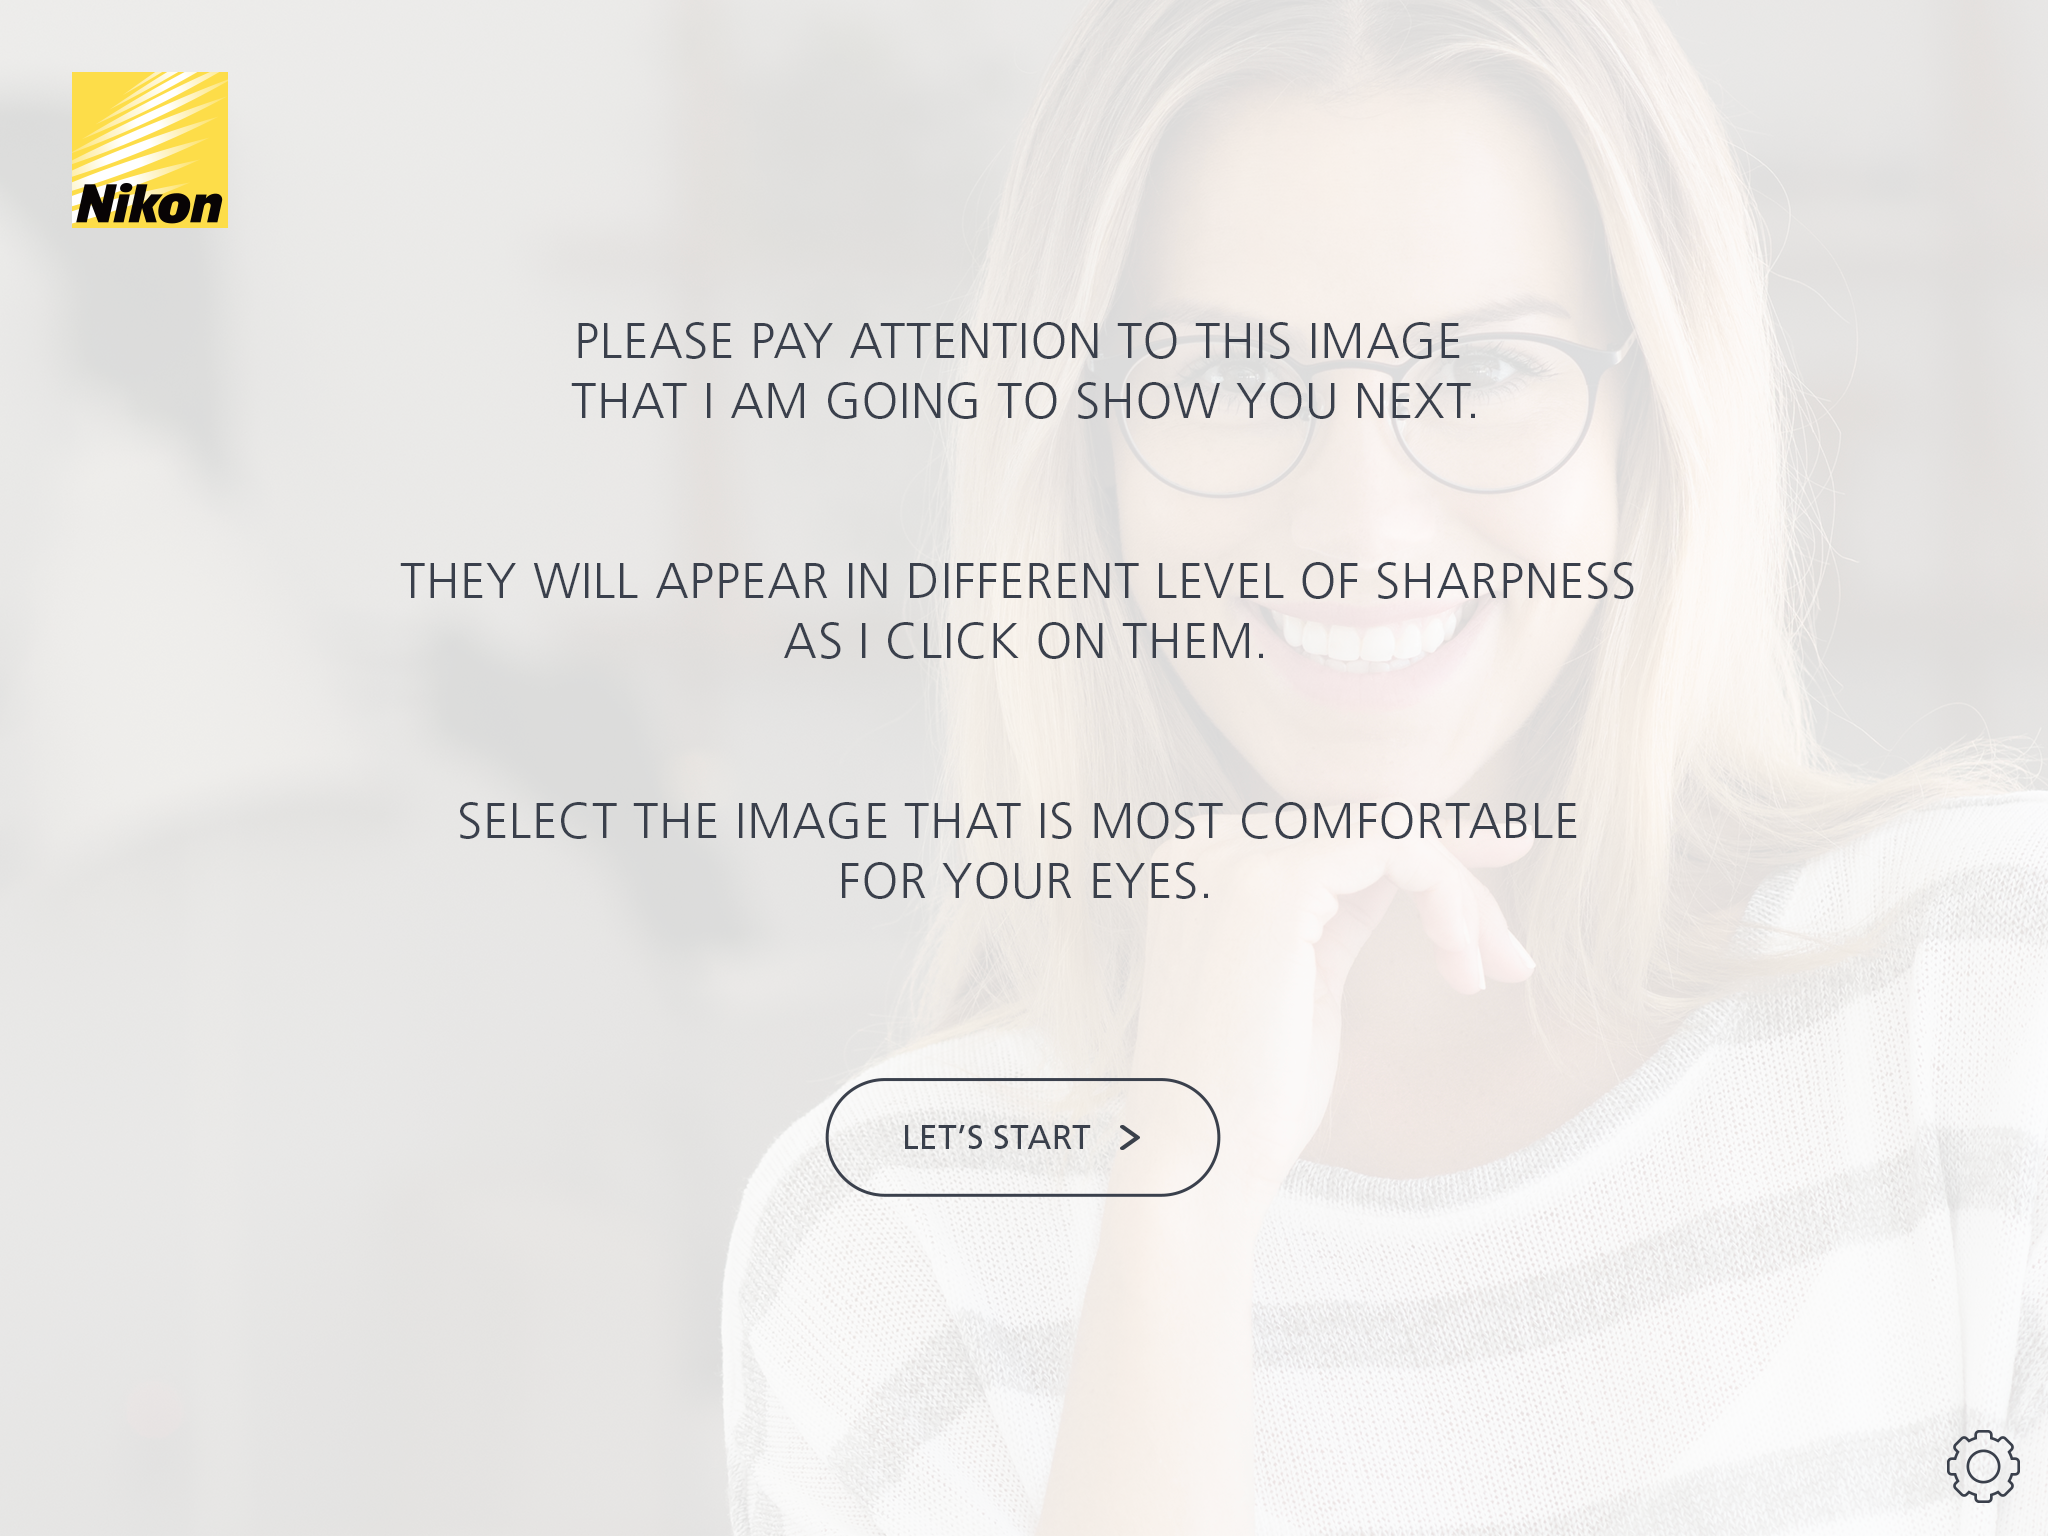 Nikon
PLEASE PAY ATTENTION TO THIS IMAGE
THAT I AM GOING TO SHOW YOU NEXT.
THEY WILL APPEAR IN DIFFERENT LEVEL OF SHARPNESS
AS I CLICK ON THEM.
SELECT THE IMAGE THAT IS MOST COMFORTABLE
FOR YOUR EYES.
LET’S START >